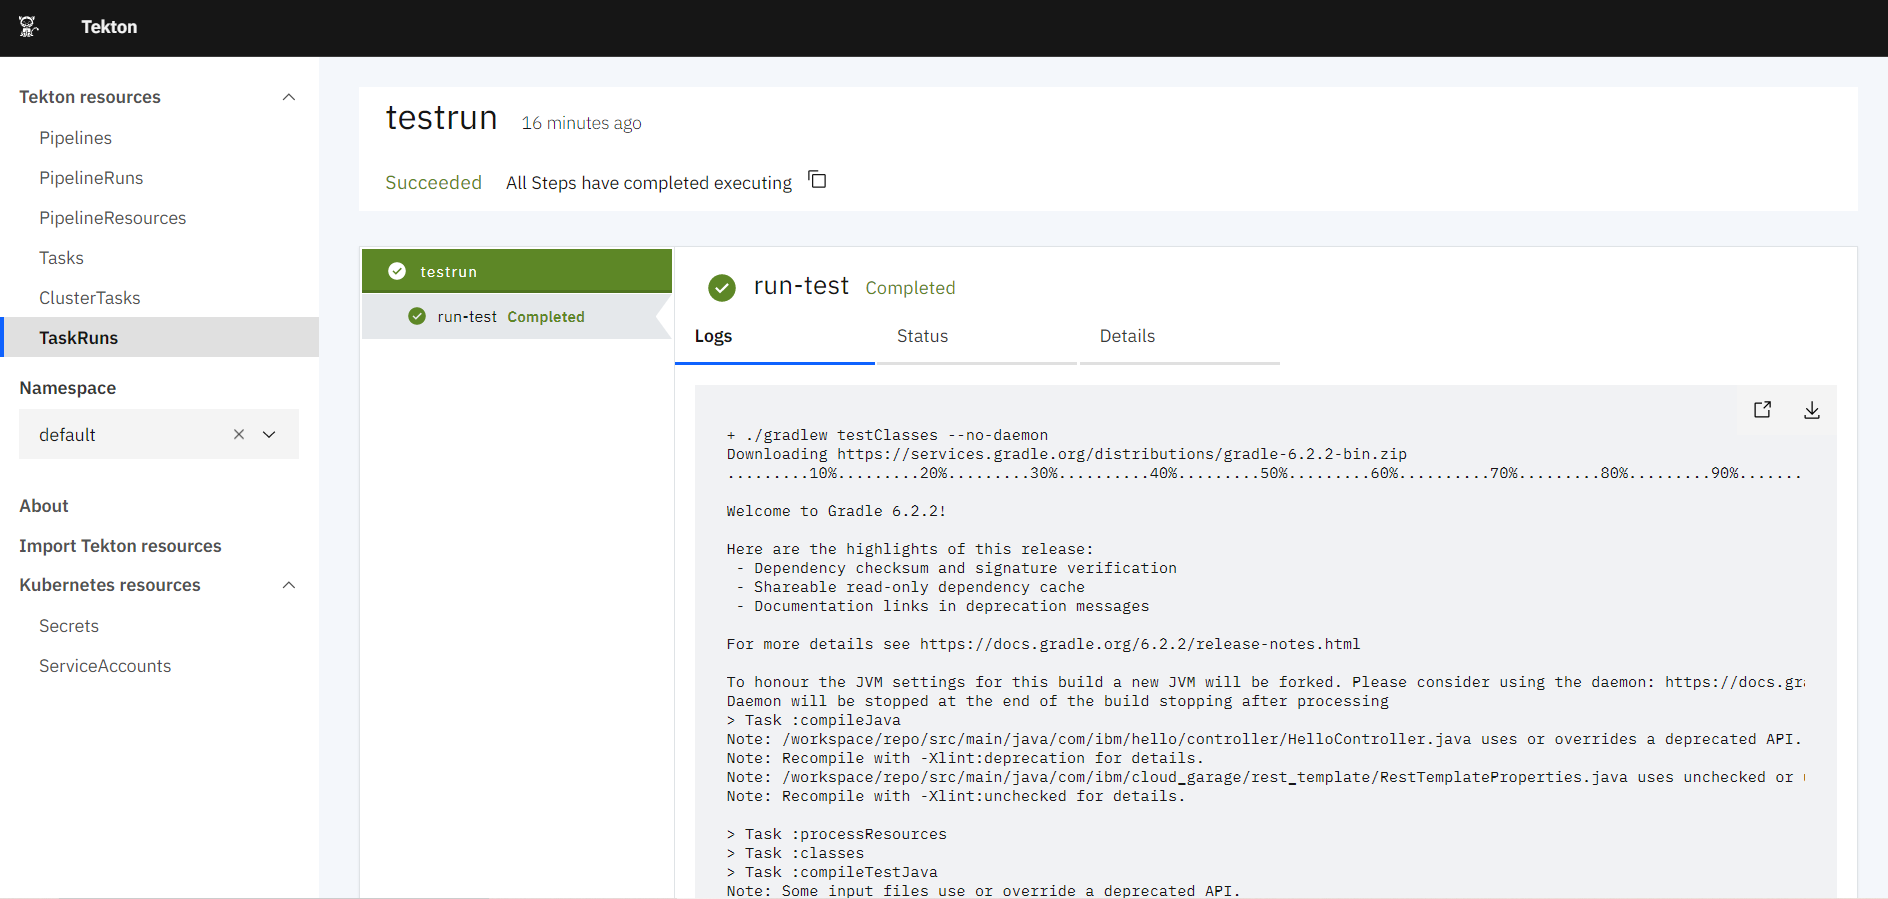 Tekton
Tekton resources
Pipelines
PipelineRuns
PipelineResources
Tasks
ClusterTasks
TaskRuns
Namespace
default
About
Import Tekton resources
Kubernetes resources
Secrets
ServiceAccounts
testrun 16 minutes ago
Succeeded All Steps have completed executing
testrun
run-test Completed
run-test Completed
Logs Status Details
+ ./gradlew testClasses --no-daemon
Downloading https://services.gradle.org/distributions/gradle-6.2.2-bin.zip
.........10%.........20%.........30%..........40%.........50%.........60%..........70%.........80%.........90%.......
Welcome to Gradle 6.2.2!
Here are the highlights of this release:
- Dependency checksum and signature verification
- Shareable read-only dependency cache
- Documentation links in deprecation messages
For more details see https://docs.gradle.org/6.2.2/release-notes.html
To honour the JVM settings for this build a new JVM will be forked. Please consider using the daemon: https://docs.gr
Daemon will be stopped at the end of the build stopping after processing
> Task :compileJava
Note: /workspace/repo/src/main/java/com/ibm/hello/controller/HelloController.java uses or overrides a deprecated API.
Note: Recompile with -Xlint:deprecation for details.
Note: /workspace/repo/src/main/java/com/ibm/cloud_garage/rest_template/RestTemplateProperties.java uses unchecked or
Note: Recompile with -Xlint:unchecked for details.
> Task :processResources
> Task :classes
> Task :compileTestJava
Note: Some input files use or override a deprecated API.